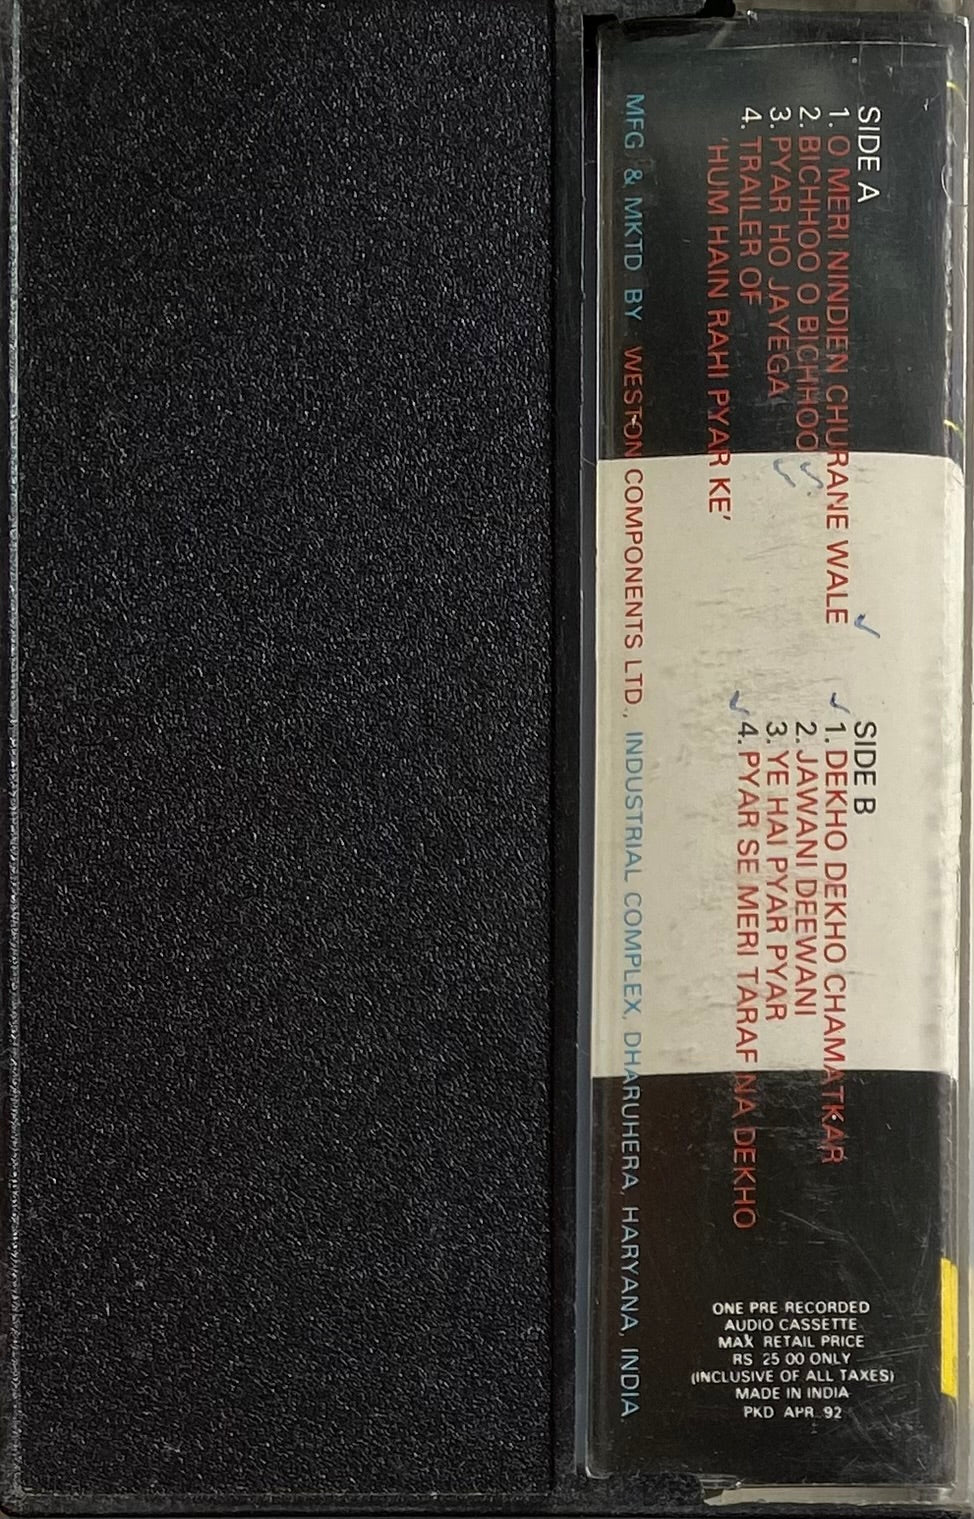 SIDE A
1. O MERI NINDIEN CHURANE WALE
2. BICHHOO O BICHHOO
3. PYAR HO JAYEGA
4. TRAILER OF
'HUM HAIN RAHI PYAR KE'
SIDE B
1. DEKHO DEKHO CHAMATKAR
2. JAWANI DEEWANI
3. YE HAI PYAR PYAR
4. PYAR SE MERI TARAF NA DEKHO
MFG & MKTD BY WESTON COMPONENTS LTD., INDUSTRIAL COMPLEX, DHARUHERA, HARYANA, INDIA.
ONE PRE RECORDED
AUDIO CASSETTE
MAX RETAIL PRICE
RS 25 00 ONLY
(INCLUSIVE OF ALL TAXES)
MADE IN INDIA
PKD APR 92